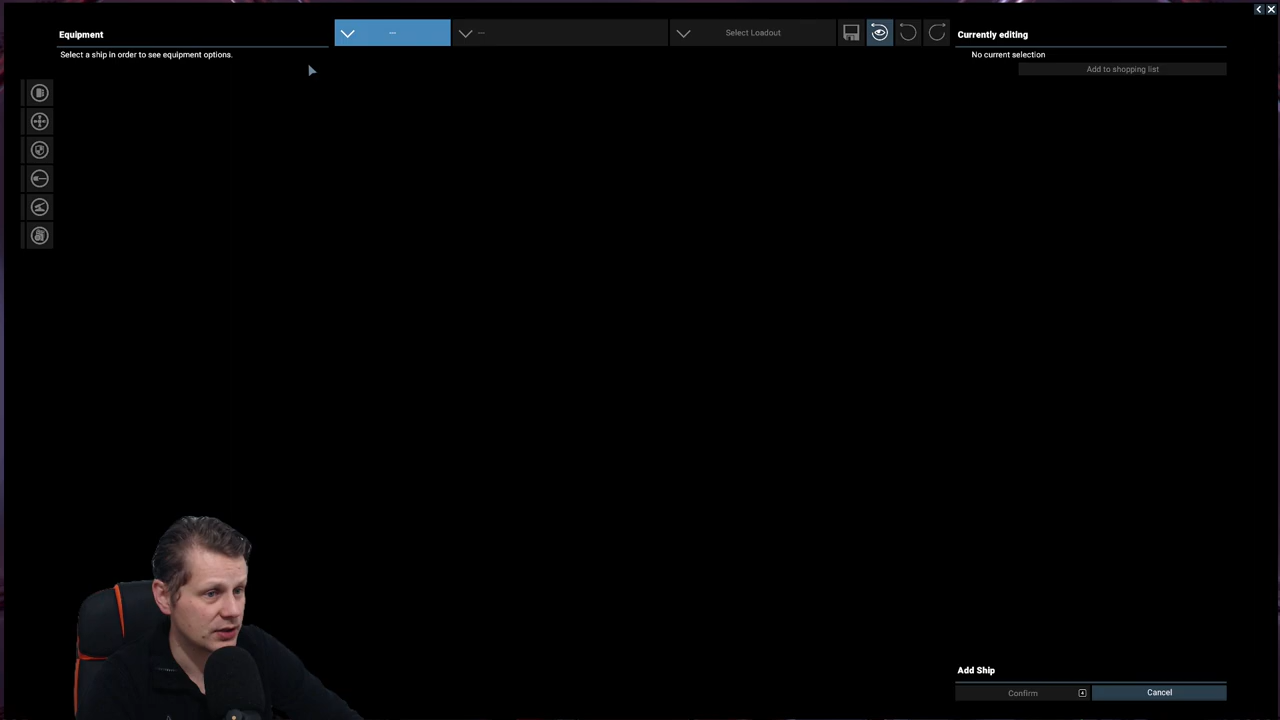 Equipment
Select a ship in order to see equipment options.
--
--
Select Loadout
Currently editing
No current selection
Add to shopping list
Add Ship
Confirm
Cancel